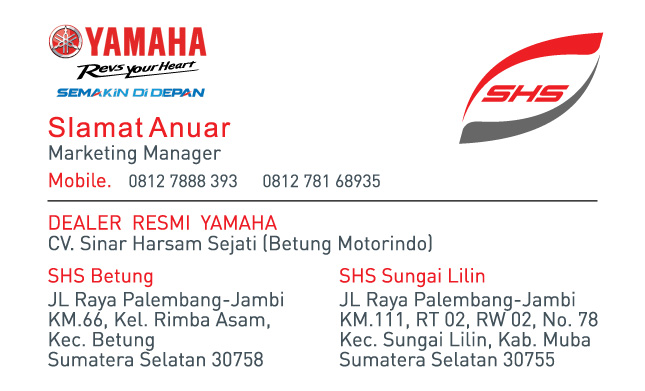 YAMAHA
Revs your Heart
SEMAKIN DI DEPAN
SHS
Slamat Anuar
Marketing Manager
Mobile. 0812 7888 393 0812 781 68935
DEALER RESMI YAMAHA
CV. Sinar Harsam Sejati (Betung Motorindo)
SHS Betung
JL Raya Palembang-Jambi
KM.66, Kel. Rimba Asam,
Kec. Betung
Sumatera Selatan 30758
SHS Sungai Lilin
JL Raya Palembang-Jambi
KM.111, RT 02, RW 02, No. 78
Kec. Sungai Lilin, Kab. Muba
Sumatera Selatan 30755